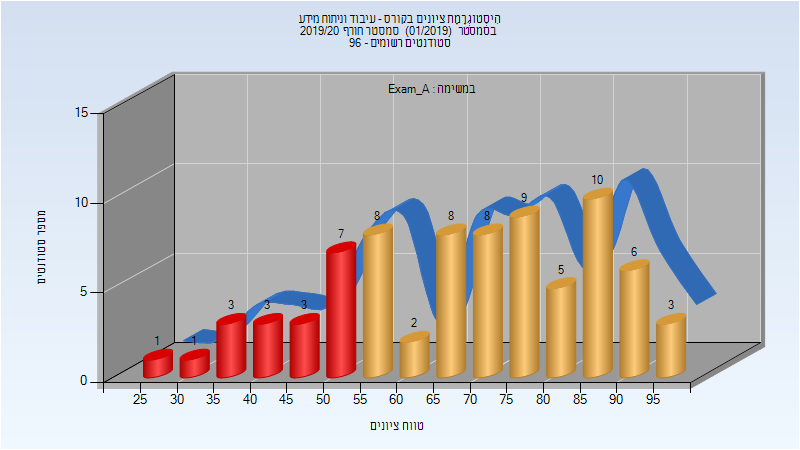 היסטוגרמת ציונים בקורס - עיבוד וניתוח מידע
בסמסטר (01/2019) סמסטר חורף 2019/20
סטודנטים רשומים - 96
במשימה : Exam_A
מספר סטודנטים
15
10
5
0
1 1 3 3 3 7 8 2 8 8 9 5 10 6 3
25 30 35 40 45 50 55 60 65 70 75 80 85 90 95
טווח ציונים